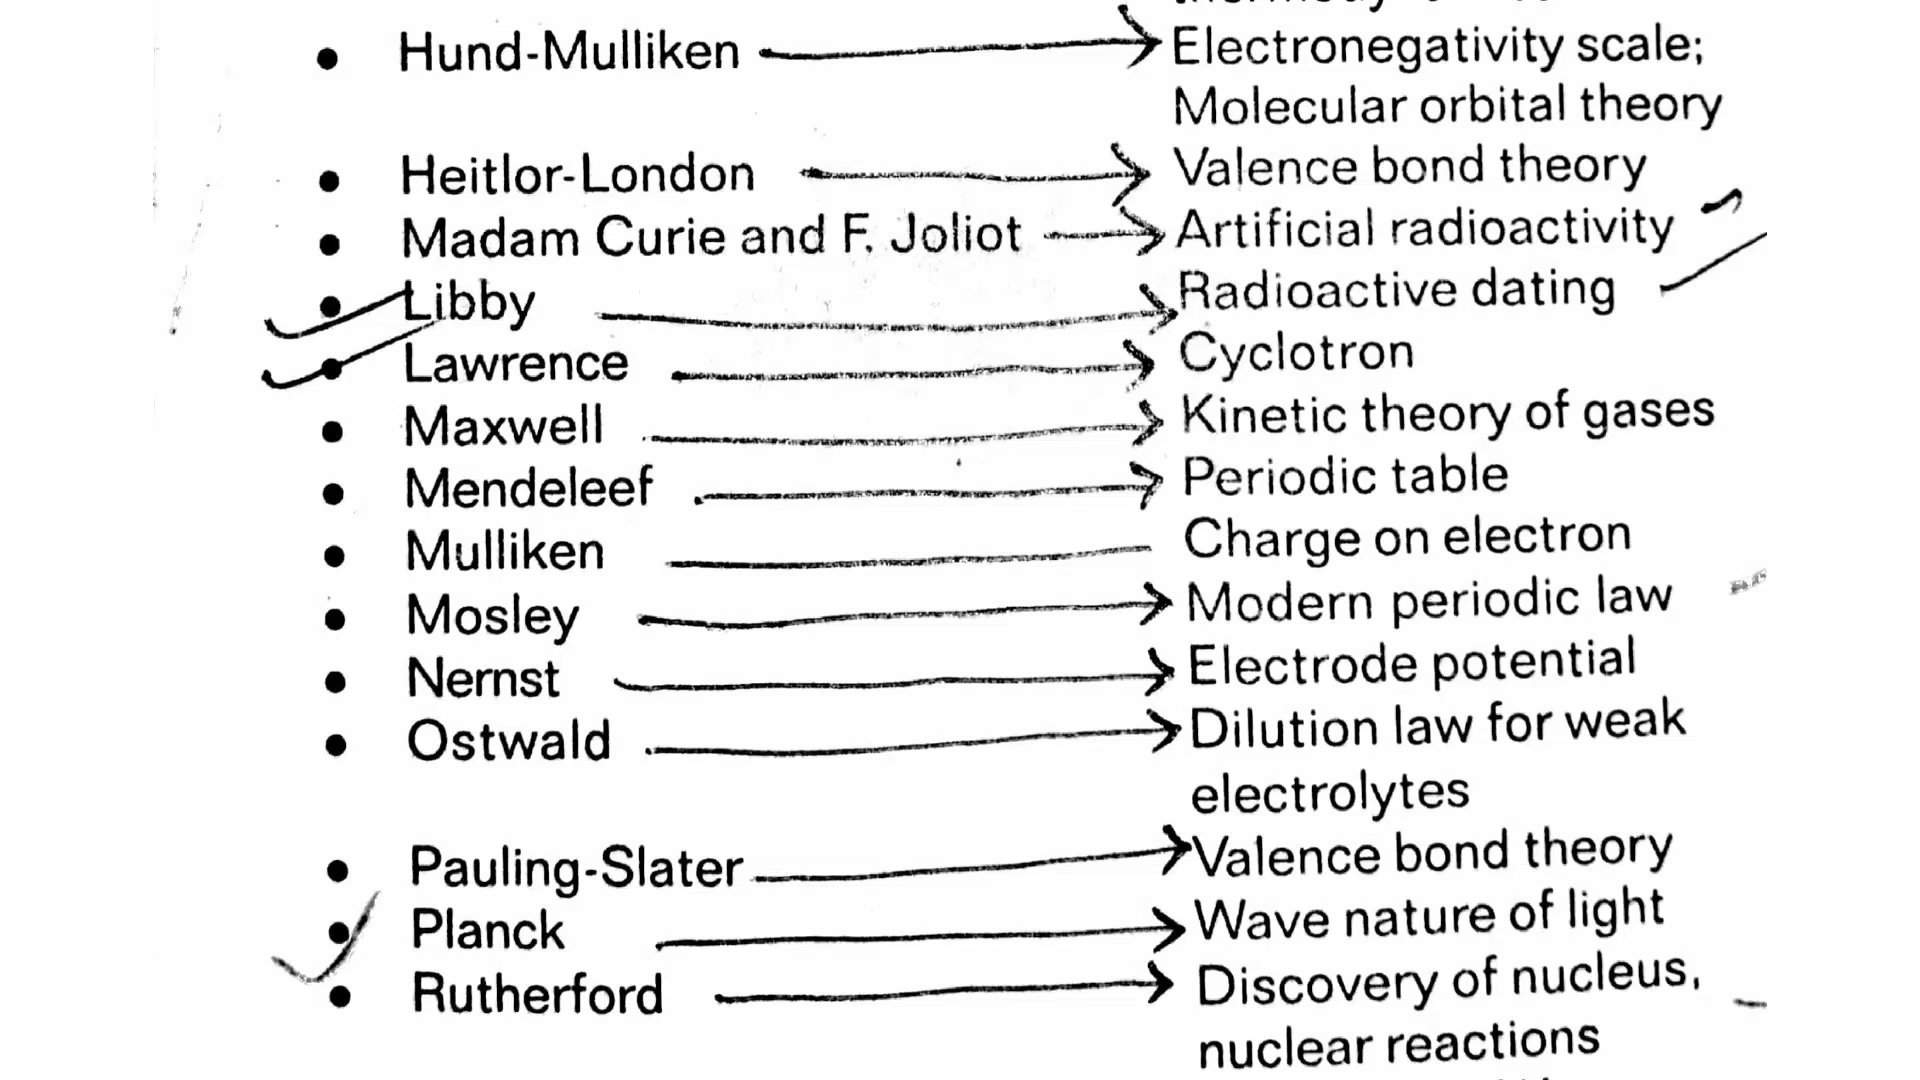 • Hund-Mulliken → Electronegativity scale;
Molecular orbital theory
• Heitlor-London → Valence bond theory
• Madam Curie and F. Joliot → Artificial radioactivity
• Libby → Radioactive dating
• Lawrence → Cyclotron
• Maxwell → Kinetic theory of gases
• Mendeleef → Periodic table
• Mulliken — Charge on electron
• Mosley → Modern periodic law
• Nernst → Electrode potential
• Ostwald → Dilution law for weak
electrolytes
• Pauling-Slater → Valence bond theory
• Planck → Wave nature of light
• Rutherford → Discovery of nucleus,
nuclear reactions